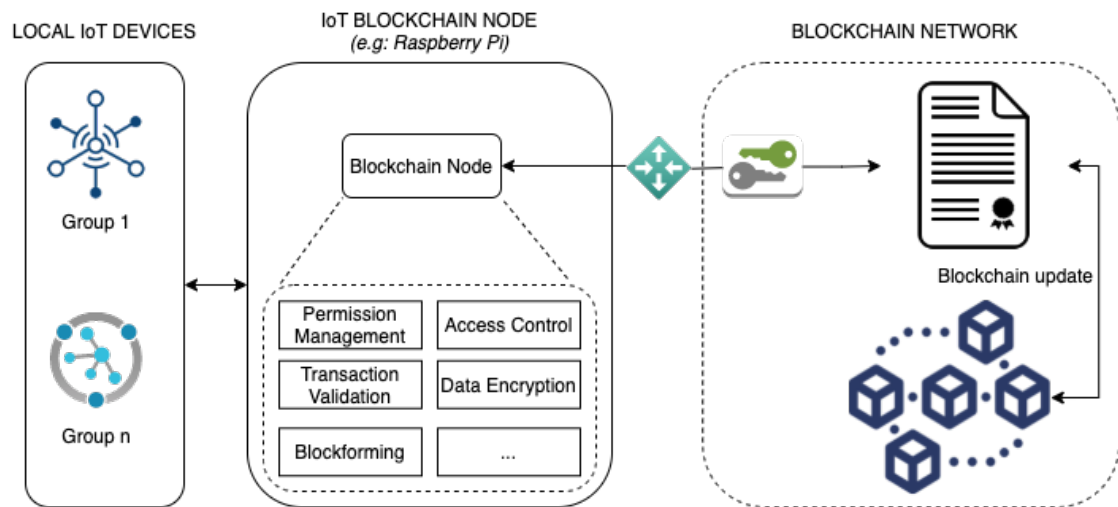 LOCAL IoT DEVICES
IoT BLOCKCHAIN NODE
(e.g: Raspberry Pi)
BLOCKCHAIN NETWORK
Group 1
Group n
Blockchain Node
Permission
Management
Access Control
Transaction
Validation
Data Encryption
Blockforming
...
Blockchain update